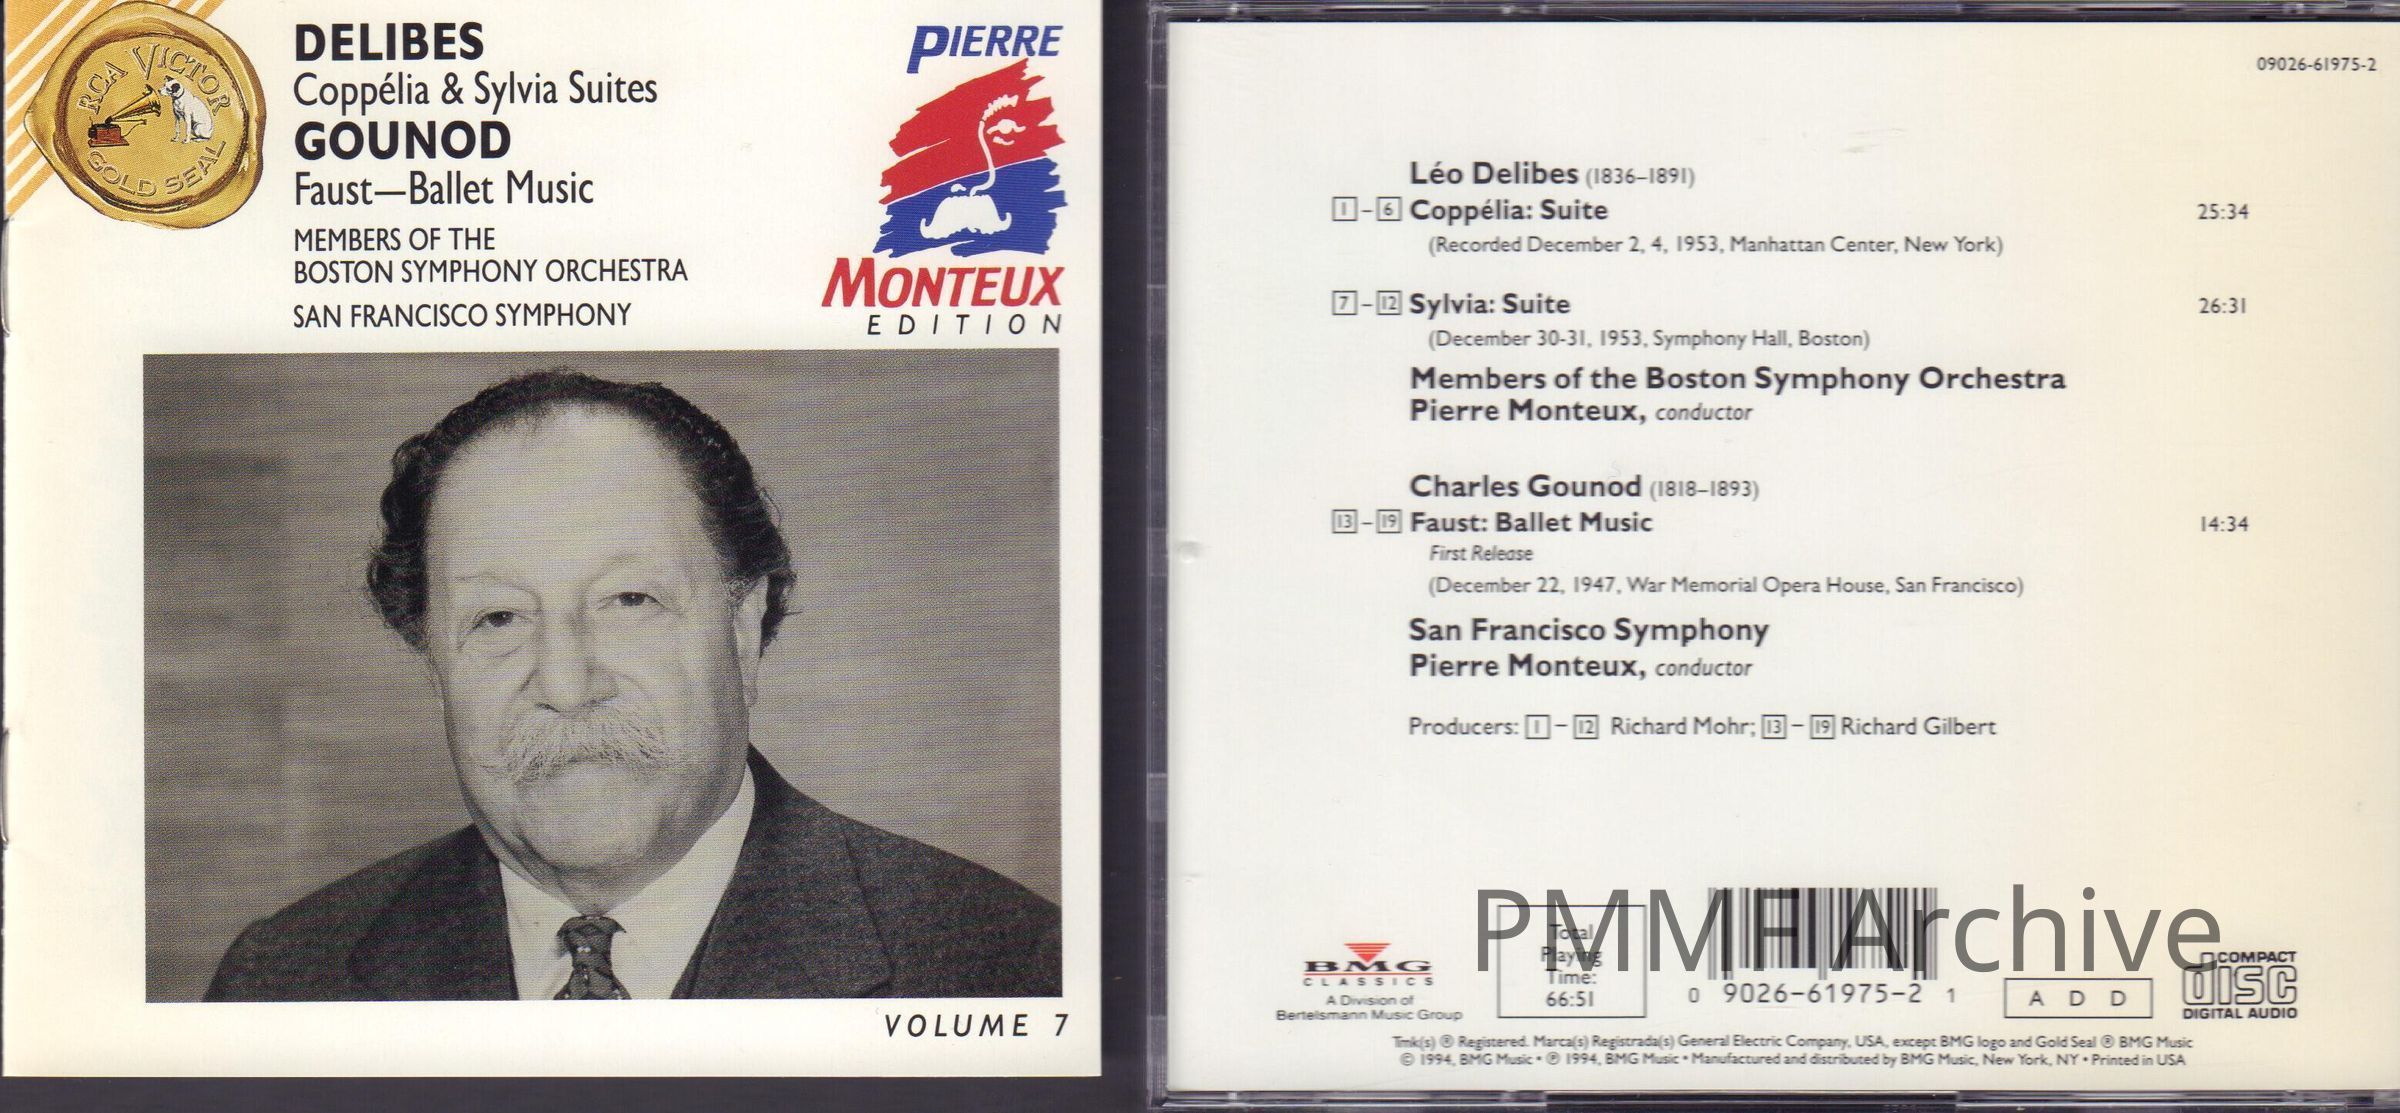 RCA VICTOR
GOLD SEAL
DELIBES
Coppélia & Sylvia Suites
GOUNOD
Faust—Ballet Music
MEMBERS OF THE
BOSTON SYMPHONY ORCHESTRA
SAN FRANCISCO SYMPHONY
PIERRE
MONTEUX
EDITION
VOLUME 7
09026-61975-2
Léo Delibes (1836–1891)
1–6 Coppélia: Suite 25:34
(Recorded December 2, 4, 1953, Manhattan Center, New York)
7–12 Sylvia: Suite 26:31
(December 30-31, 1953, Symphony Hall, Boston)
Members of the Boston Symphony Orchestra
Pierre Monteux, conductor
Charles Gounod (1818–1893)
13–19 Faust: Ballet Music 14:34
First Release
(December 22, 1947, War Memorial Opera House, San Francisco)
San Francisco Symphony
Pierre Monteux, conductor
Producers: 1–12 Richard Mohr; 13–19 Richard Gilbert
PMMF Archive
BMG
CLASSICS
A Division of
Bertelsmann Music Group
Total
Playing
Time:
66:51
0 9026-61975-2 1
A D D
COMPACT
disc
DIGITAL AUDIO
Tmk(s) ® Registered. Marca(s) Registrada(s) General Electric Company, USA, except BMG logo and Gold Seal ® BMG Music
© 1994, BMG Music • ℗ 1994, BMG Music • Manufactured and distributed by BMG Music, New York, NY • Printed in USA